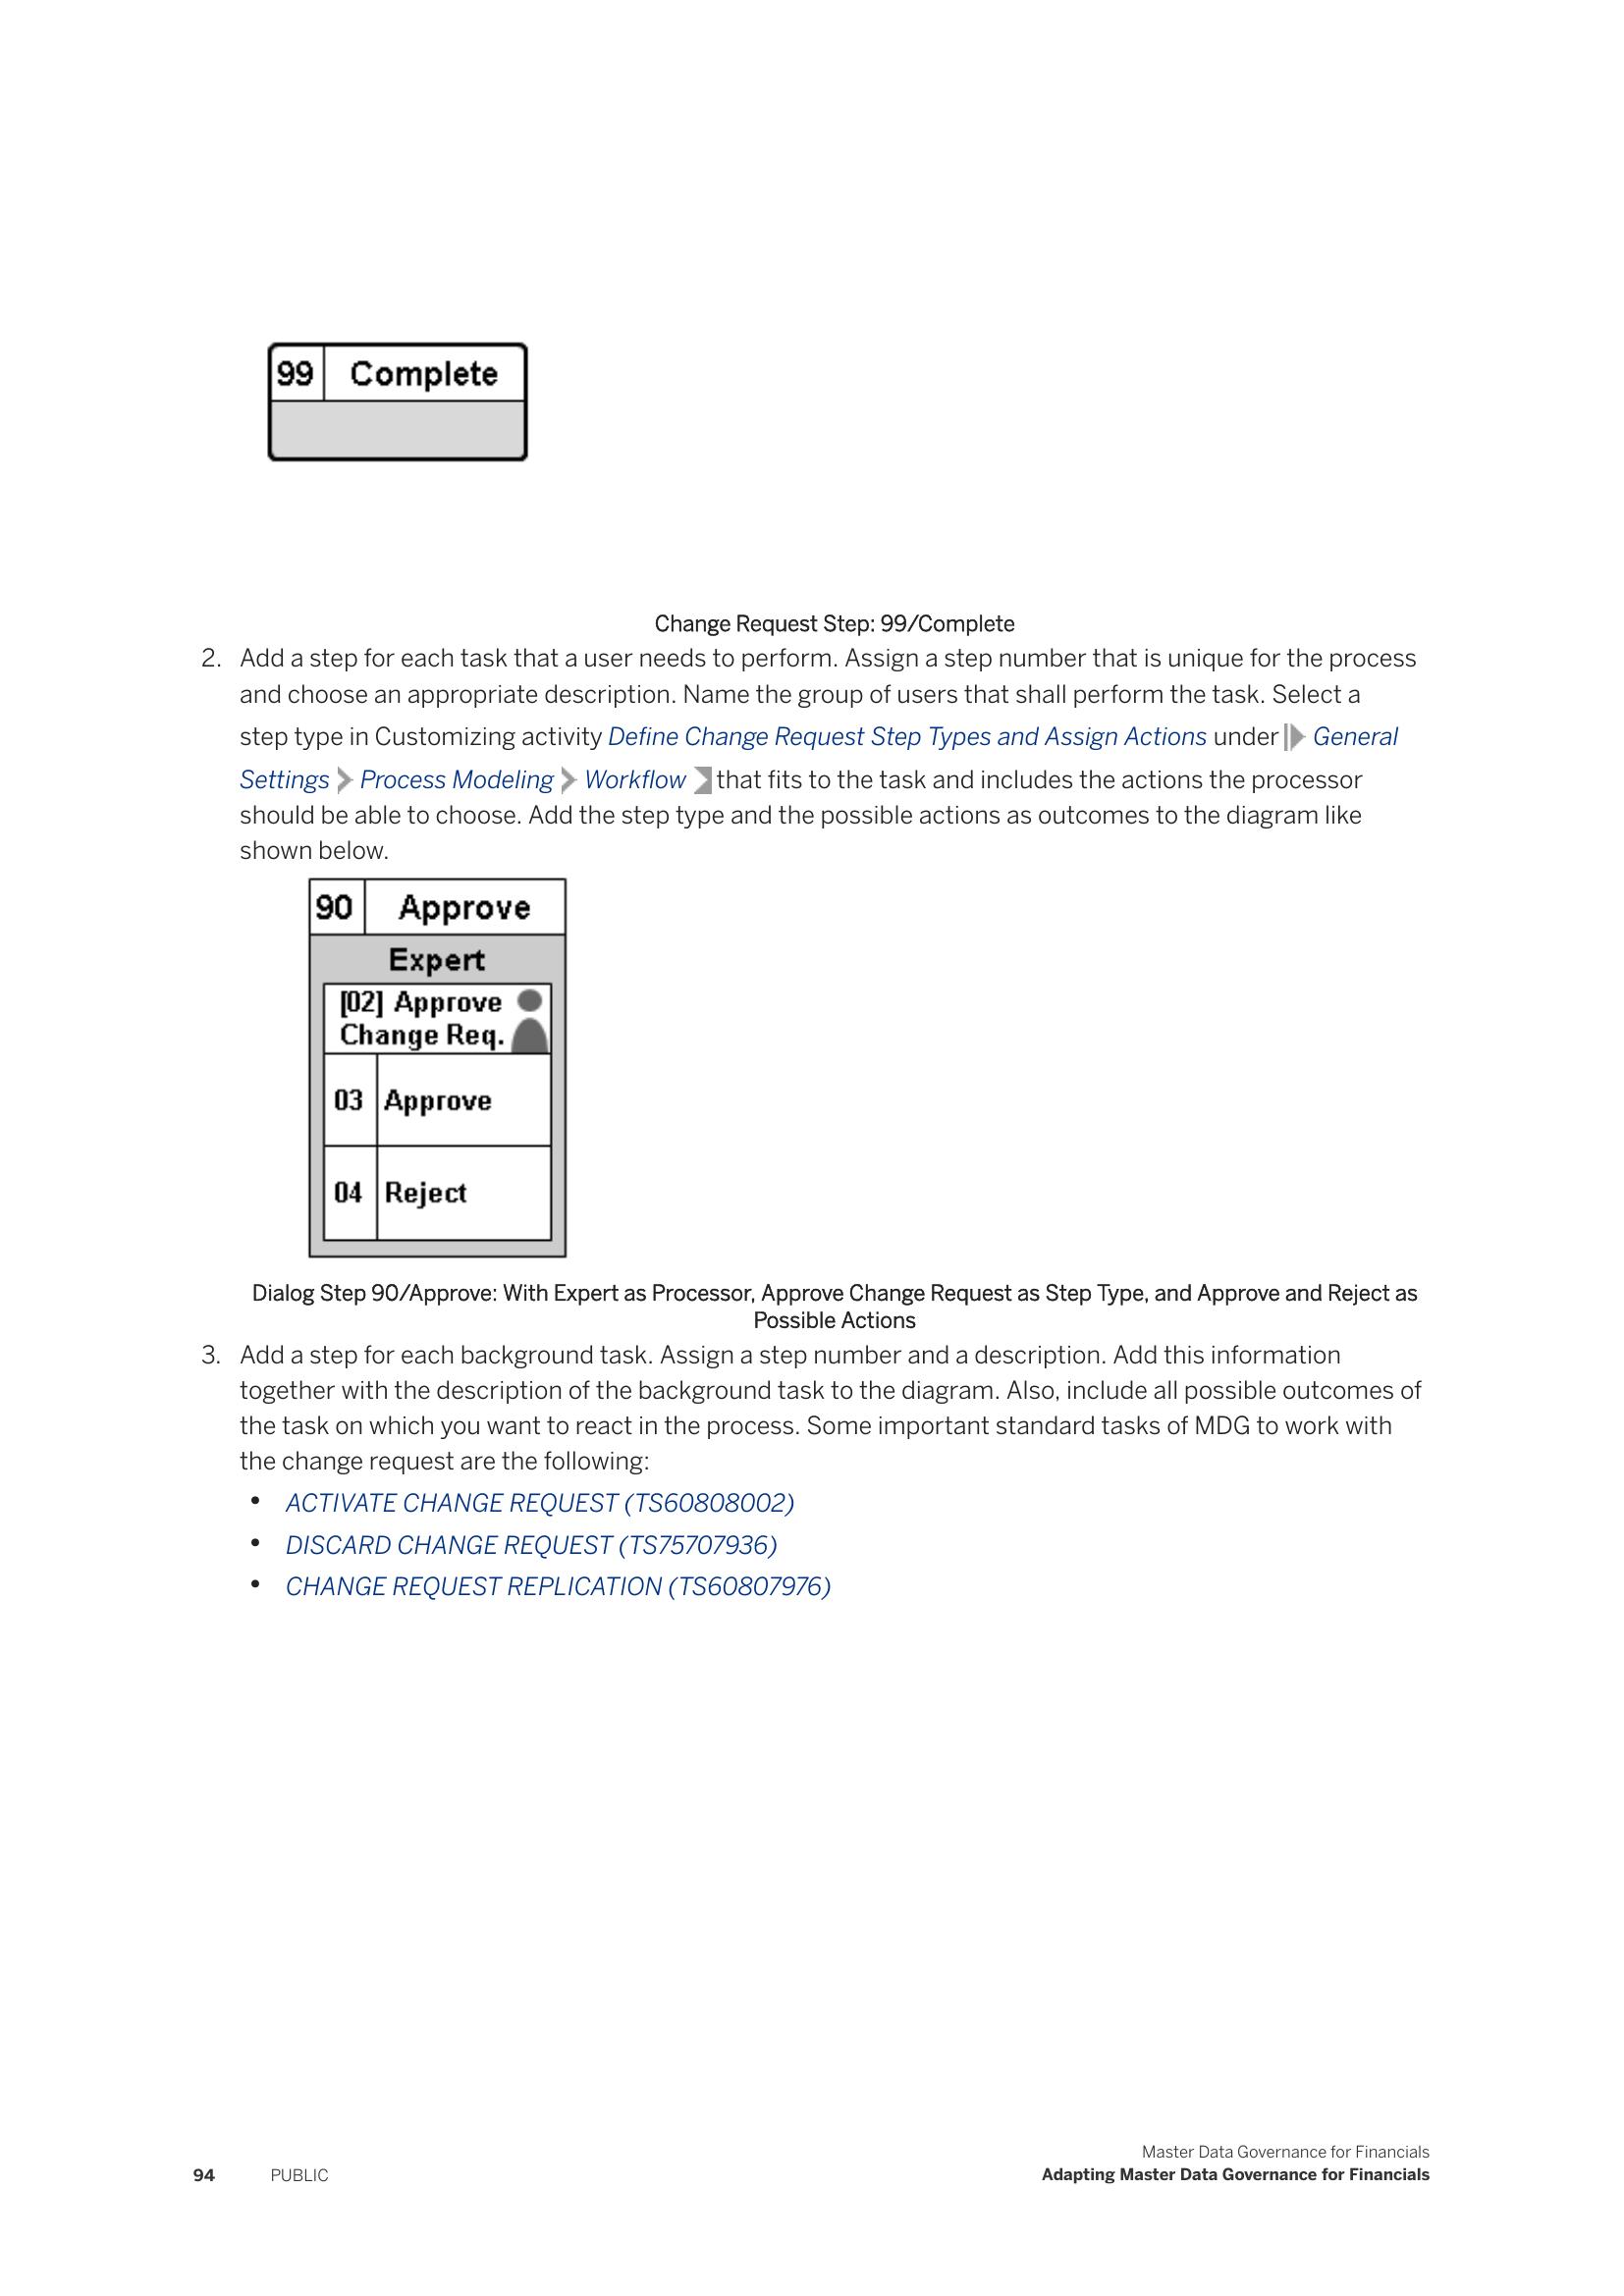 99 Complete
Change Request Step: 99/Complete
2. Add a step for each task that a user needs to perform. Assign a step number that is unique for the process
and choose an appropriate description. Name the group of users that shall perform the task. Select a
step type in Customizing activity Define Change Request Step Types and Assign Actions under General
Settings Process Modeling Workflow that fits to the task and includes the actions the processor
should be able to choose. Add the step type and the possible actions as outcomes to the diagram like
shown below.
90 Approve
Expert
[02] Approve
Change Req.
03 Approve
04 Reject
Dialog Step 90/Approve: With Expert as Processor, Approve Change Request as Step Type, and Approve and Reject as
Possible Actions
3. Add a step for each background task. Assign a step number and a description. Add this information
together with the description of the background task to the diagram. Also, include all possible outcomes of
the task on which you want to react in the process. Some important standard tasks of MDG to work with
the change request are the following:
• ACTIVATE CHANGE REQUEST (TS60808002)
• DISCARD CHANGE REQUEST (TS75707936)
• CHANGE REQUEST REPLICATION (TS60807976)
Master Data Governance for Financials
94 PUBLIC Adapting Master Data Governance for Financials